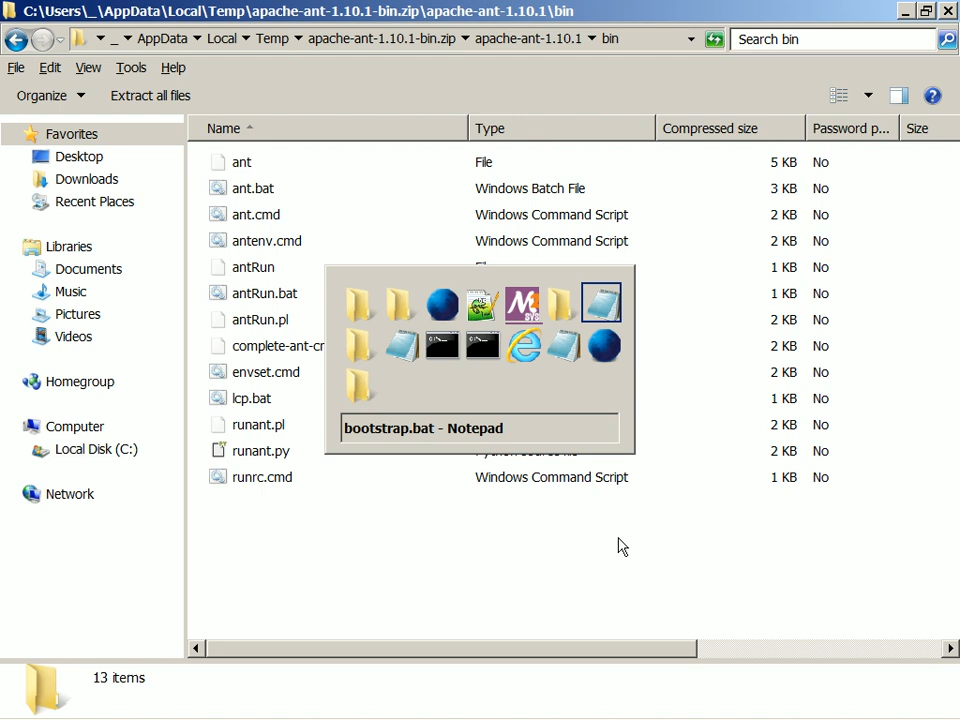 C:\Users\_\AppData\Local\Temp\apache-ant-1.10.1-bin.zip\apache-ant-1.10.1\bin
_ AppData Local Temp apache-ant-1.10.1-bin.zip apache-ant-1.10.1 bin Search bin
File Edit View Tools Help
Organize Extract all files
Favorites
Desktop
Downloads
Recent Places
Libraries
Documents
Music
Pictures
Videos
Homegroup
Computer
Local Disk (C:)
Network
Name Type Compressed size Password p... Size
ant File 5 KB No
ant.bat Windows Batch File 3 KB No
ant.cmd Windows Command Script 2 KB No
antenv.cmd Windows Command Script 2 KB No
antRun 1 KB No
antRun.bat 1 KB No
antRun.pl 2 KB No
complete-ant-cm 2 KB No
envset.cmd 2 KB No
lcp.bat 1 KB No
runant.pl 2 KB No
runant.py 2 KB No
runrc.cmd Windows Command Script 1 KB No
M
SYS
bootstrap.bat - Notepad
13 items